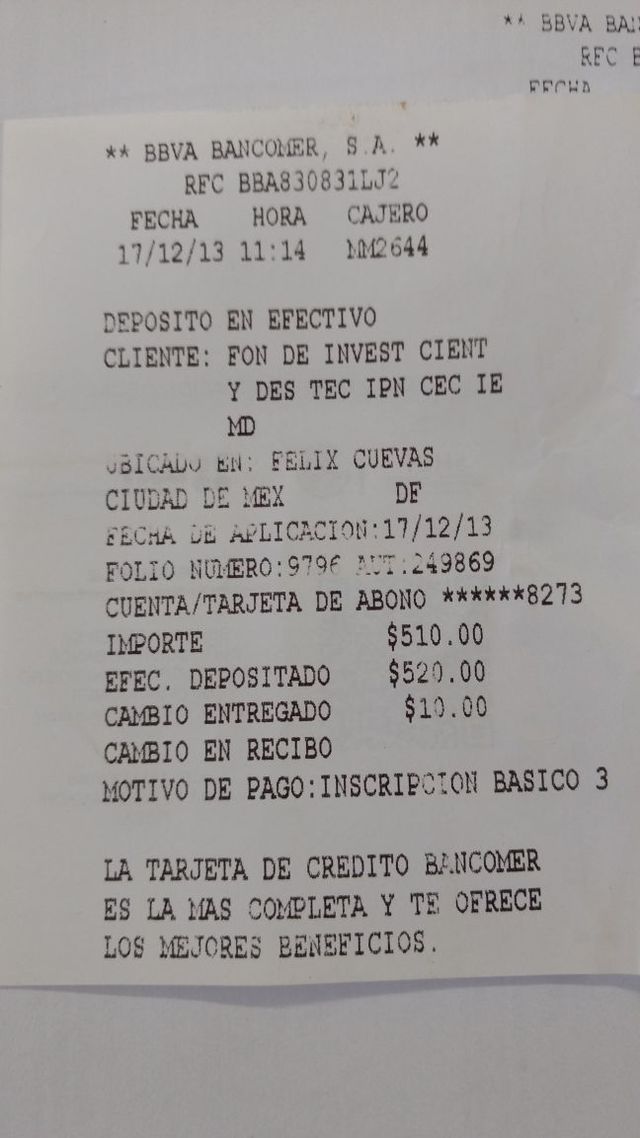 ** BBVA BAN
RFC B
FECHA
** BBVA BANCOMER, S.A. **
RFC BBA830831LJ2
FECHA HORA CAJERO
17/12/13 11:14 MM2644
DEPOSITO EN EFECTIVO
CLIENTE: FON DE INVEST CIENT
Y DES TEC IPN CEC IE
MD
UBICADO EN: FELIX CUEVAS
CIUDAD DE MEX DF
FECHA DE APLICACION:17/12/13
FOLIO NUMERO:9796 AUT:249869
CUENTA/TARJETA DE ABONO ******8273
IMPORTE $510.00
EFEC. DEPOSITADO $520.00
CAMBIO ENTREGADO $10.00
CAMBIO EN RECIBO
MOTIVO DE PAGO:INSCRIPCION BASICO 3
LA TARJETA DE CREDITO BANCOMER
ES LA MAS COMPLETA Y TE OFRECE
LOS MEJORES BENEFICIOS.